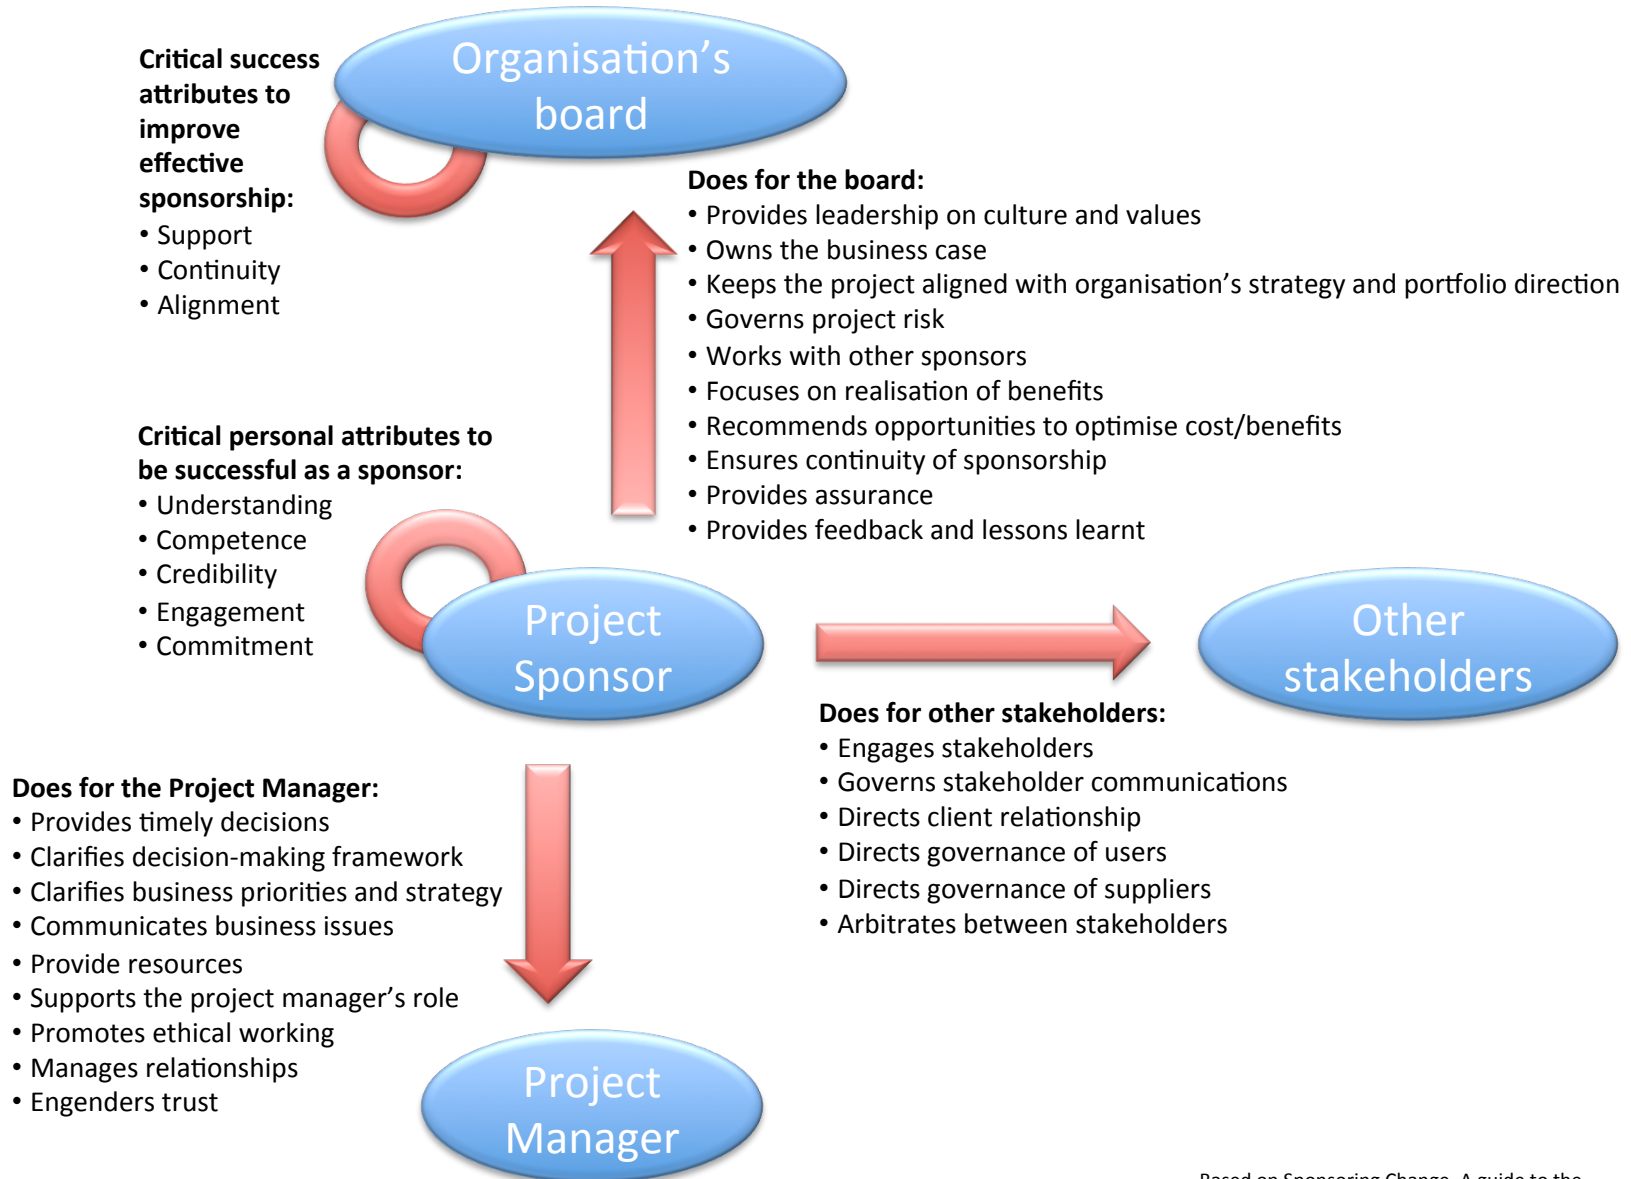 Critical success
attributes to
improve
effective
sponsorship:
• Support
• Continuity
• Alignment
Organisation’s
board
Does for the board:
• Provides leadership on culture and values
• Owns the business case
• Keeps the project aligned with organisation’s strategy and portfolio direction
• Governs project risk
• Works with other sponsors
• Focuses on realisation of benefits
• Recommends opportunities to optimise cost/benefits
• Ensures continuity of sponsorship
• Provides assurance
• Provides feedback and lessons learnt
Critical personal attributes to
be successful as a sponsor:
• Understanding
• Competence
• Credibility
• Engagement
• Commitment
Project
Sponsor
Other
stakeholders
Does for other stakeholders:
• Engages stakeholders
• Governs stakeholder communications
• Directs client relationship
• Directs governance of users
• Directs governance of suppliers
• Arbitrates between stakeholders
Does for the Project Manager:
• Provides timely decisions
• Clarifies decision-making framework
• Clarifies business priorities and strategy
• Communicates business issues
• Provide resources
• Supports the project manager’s role
• Promotes ethical working
• Manages relationships
• Engenders trust
Project
Manager
Based on Sponsoring Change. A guide to the